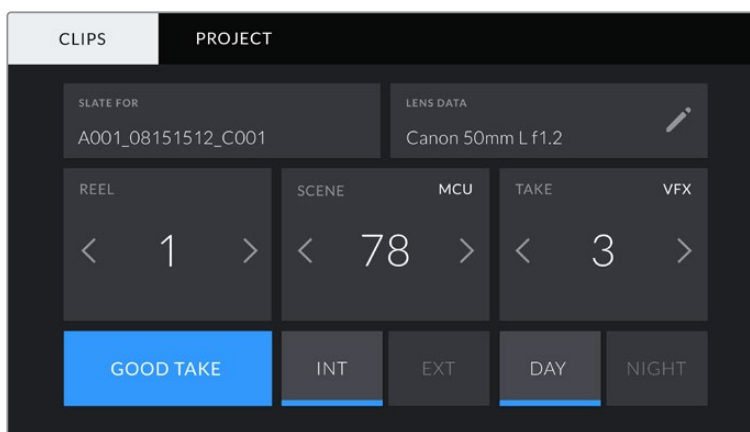 CLIPS PROJECT
SLATE FOR
A001_08151512_C001
LENS DATA
Canon 50mm L f1.2
REEL
1
SCENE MCU
78
TAKE VFX
3
GOOD TAKE
INT
EXT
DAY
NIGHT